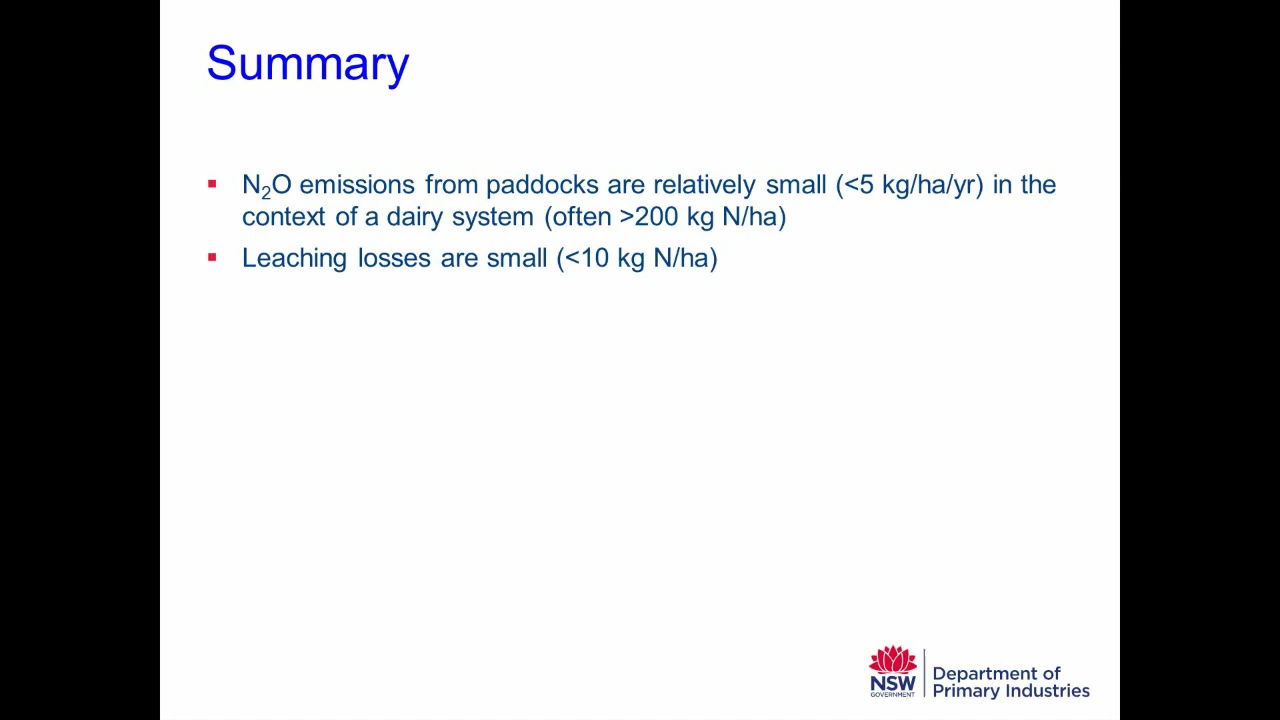 Summary
▪ N₂O emissions from paddocks are relatively small (<5 kg/ha/yr) in the
context of a dairy system (often >200 kg N/ha)
▪ Leaching losses are small (<10 kg N/ha)
NSW
GOVERNMENT
Department of
Primary Industries